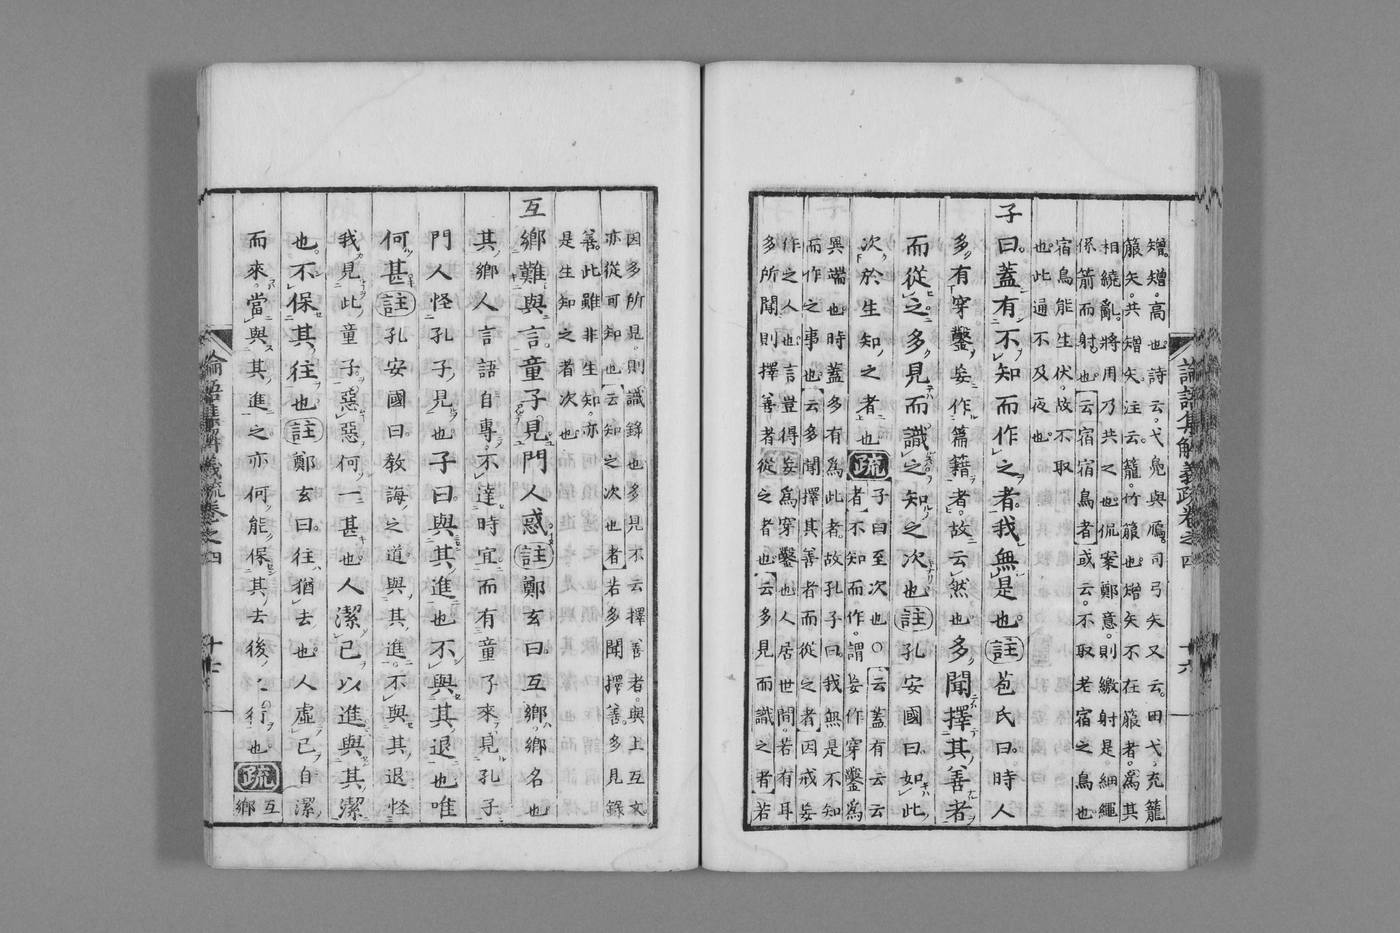 矰。矰。高也。詩云。弋鳧與鴈。司弓矢又云。田弋。充籠
箙矢。共矰矢。注云。籠。竹箙也。矰矢不在箙者。爲其
相繞亂。將用乃共之也。侃案鄭意。則繳射是細繩
係箭而射也【云宿宿鳥者】或云。不取老宿之鳥也
宿鳥能生伏。故不取
也。此通不及夜也
子曰。蓋有不知而作之者。我無是也註苞氏曰。時人
多有穿鑿妄作篇籍者。故云然也多聞擇其善者
而從之。多見而識之。知之次也註孔安國曰。如此
次於生知之者也疏
子曰至次也〇【云蓋有云云
者】不知而作。謂妄作穿鑿爲
異端也。時蓋多有爲此者。故孔子曰。我無是不知
而作之事也【云多聞擇其善者而從之者】因戒妄
作之人也。言豈得妄爲穿鑿也。人居世間。若有耳
多所聞。則擇善者從之者也【云多見而識之者】若
論語集解義疏卷之四
十六
因多所見。則識錄也。多見不云擇善者。與上互文
亦從可知也【云知之次也者】若多聞擇善。多見錄
善。此雖非生知。亦
是生知之者次也
互鄉難與言。童子見。門人惑註鄭玄曰。互鄉。鄉名也
其鄉人言語自專。不達時宜。而有童子來見孔子
門人怪孔子見也子曰。與其進也。不與其退也。唯
何甚註孔安國曰。教誨之道。與其進。不與其退。怪
我見此童子。惡惡何一甚也人潔己以進。與其潔
也。不保其往也註鄭玄曰。往猶去也。人虛己自潔
而來。當與其進之。亦何能保其去後之行也。疏
互
鄉
論語集解義疏卷之四